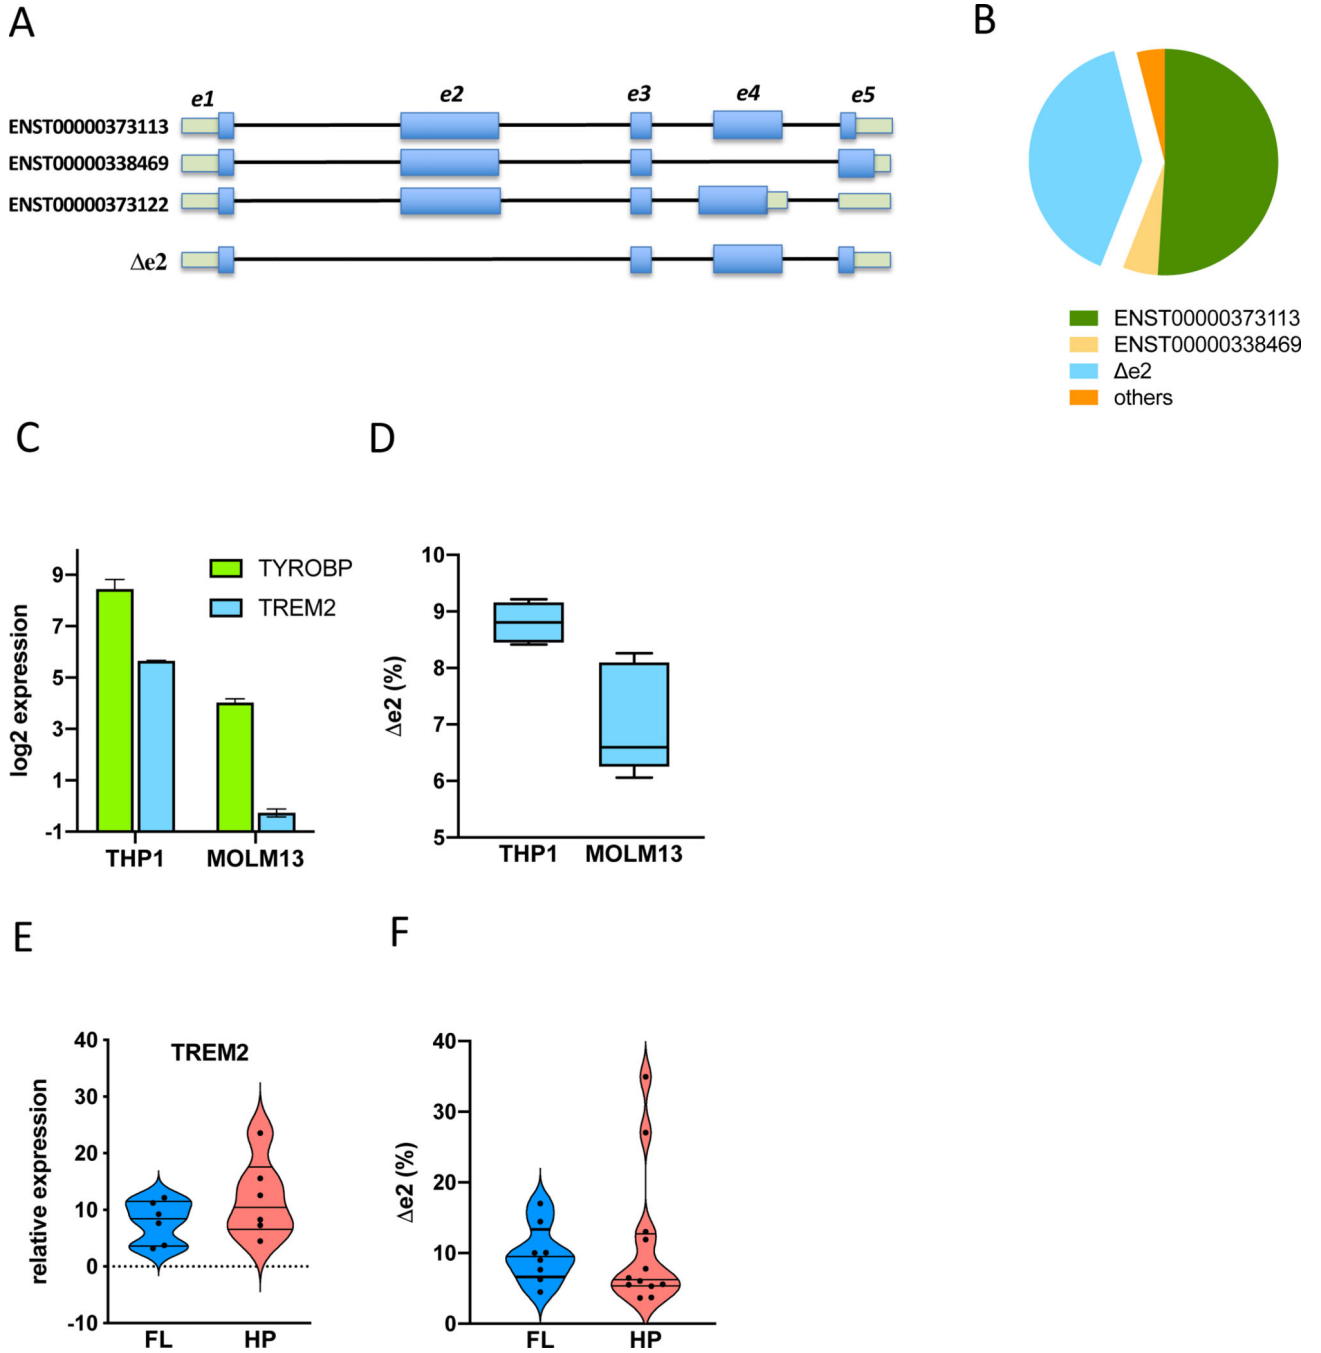 A
B
e1 e2 e3 e4 e5
ENST00000373113
ENST00000338469
ENST00000373122
Δe2
ENST00000373113
ENST00000338469
Δe2
others
C
D
log2 expression
9
7
5
3
1
-1
TYROBP
TREM2
THP1 MOLM13
Δe2 (%)
10
9
8
7
6
5
THP1 MOLM13
E
F
relative expression
40
30
20
10
0
-10
TREM2
FL HP
Δe2 (%)
40
30
20
10
0
FL HP